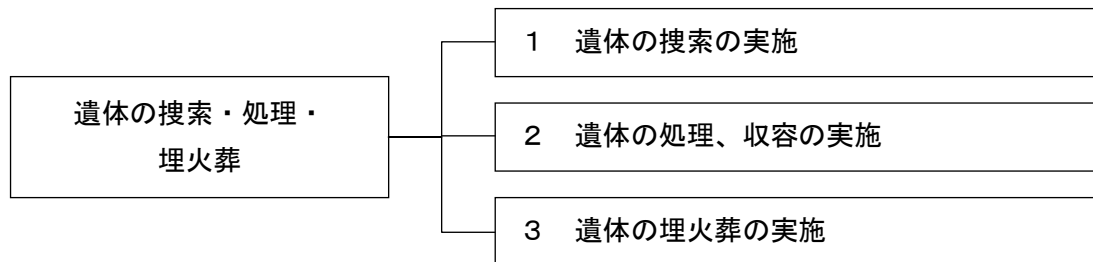 遺体の捜索・処理・
埋火葬
１　遺体の捜索の実施
２　遺体の処理、収容の実施
３　遺体の埋火葬の実施